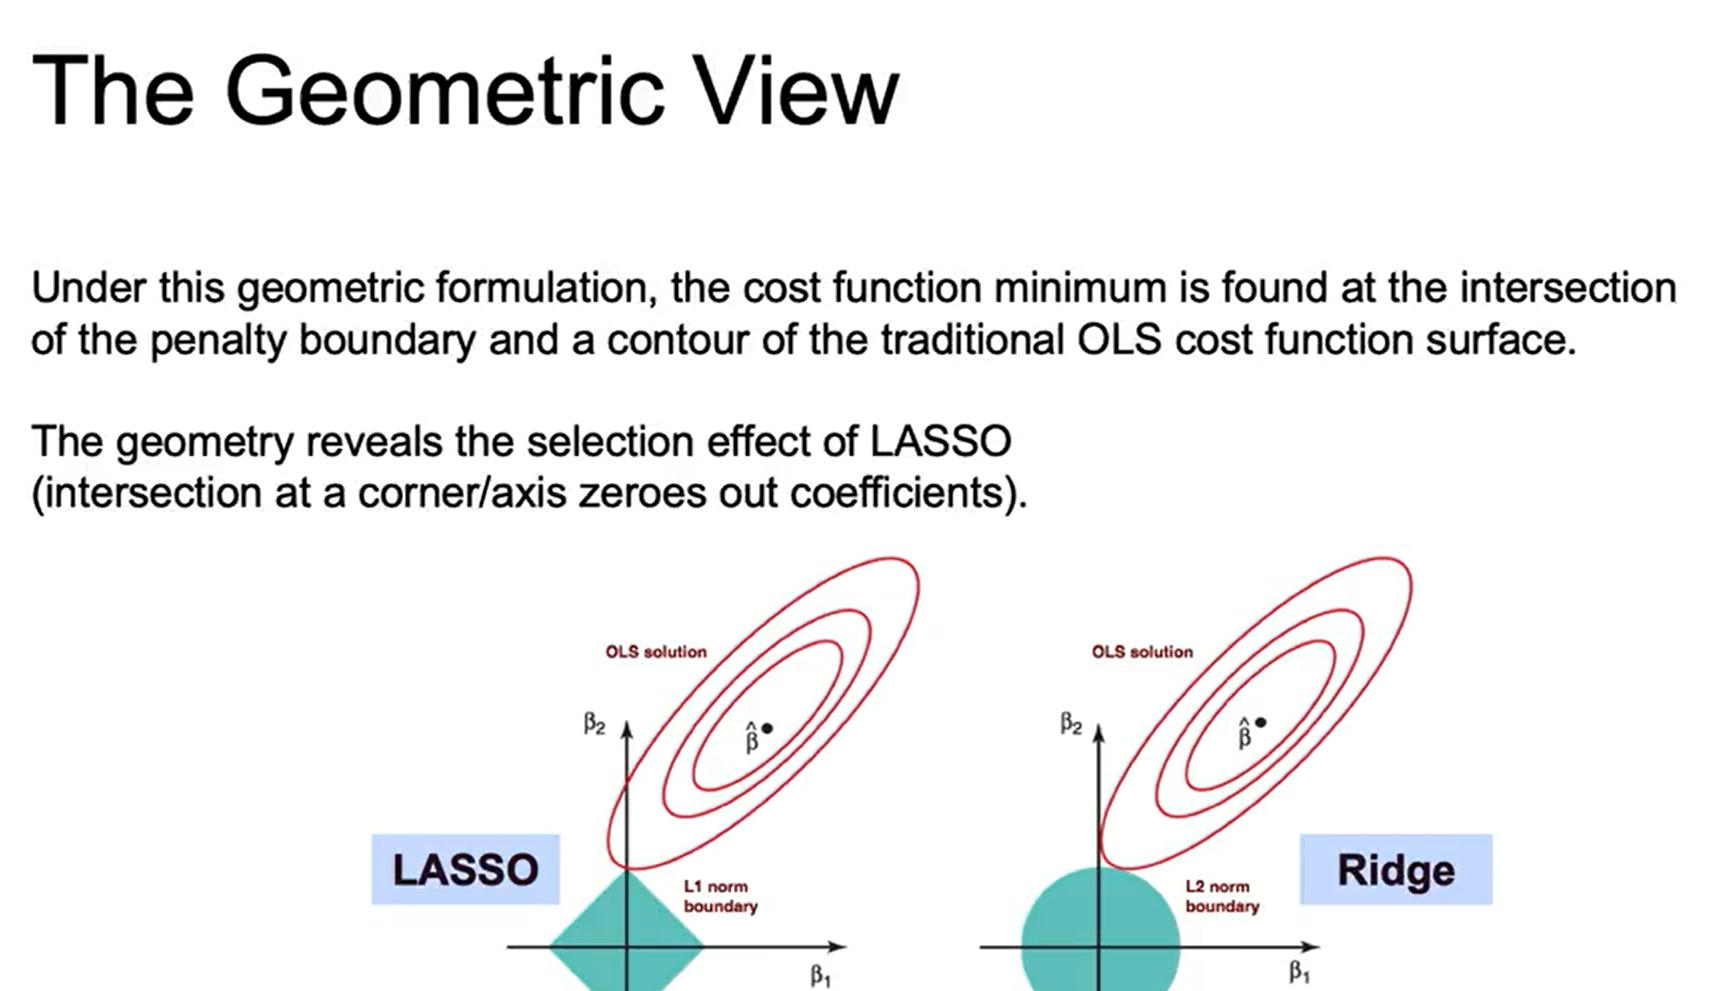 The Geometric View
Under this geometric formulation, the cost function minimum is found at the intersection
of the penalty boundary and a contour of the traditional OLS cost function surface.
The geometry reveals the selection effect of LASSO
(intersection at a corner/axis zeroes out coefficients).
OLS solution
β2
β̂
LASSO
L1 norm
boundary
β1
OLS solution
β2
β̂
Ridge
L2 norm
boundary
β1